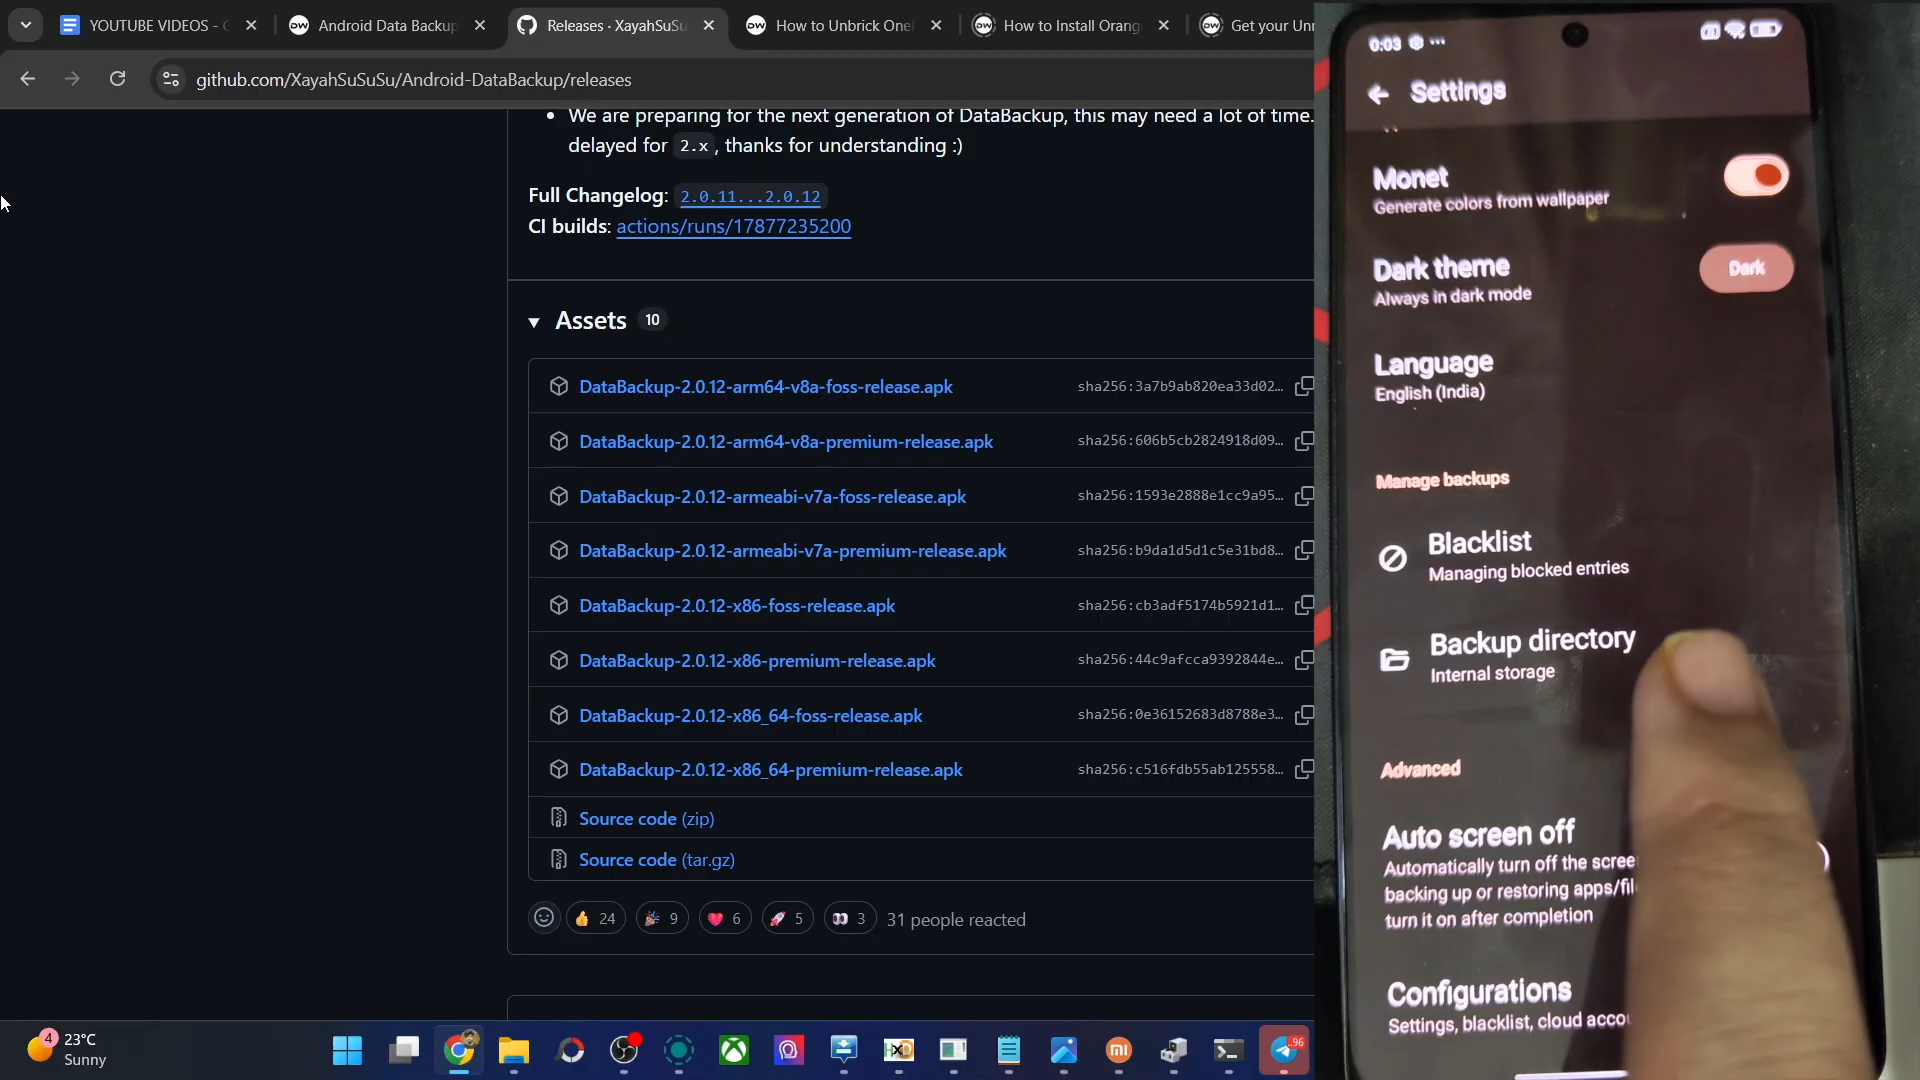 YOUTUBE VIDEOS -
Android Data Backup
Releases · XayahSuSu
How to Unbrick One
How to Install Orang
Get your Un
github.com/XayahSuSuSu/Android-DataBackup/releases
We are preparing for the next generation of DataBackup, this may need a lot of time.
delayed for 2.x, thanks for understanding :)
Full Changelog: 2.0.11...2.0.12
CI builds: actions/runs/17877235200
Assets 10
DataBackup-2.0.12-arm64-v8a-foss-release.apk
sha256:3a7b9ab820ea33d02…
DataBackup-2.0.12-arm64-v8a-premium-release.apk
sha256:606b5cb2824918d09…
DataBackup-2.0.12-armeabi-v7a-foss-release.apk
sha256:1593e2888e1cc9a95…
DataBackup-2.0.12-armeabi-v7a-premium-release.apk
sha256:b9da1d5d1c5e31bd8…
DataBackup-2.0.12-x86-foss-release.apk
sha256:cb3adf5174b5921d1…
DataBackup-2.0.12-x86-premium-release.apk
sha256:44c9afcca9392844e…
DataBackup-2.0.12-x86_64-foss-release.apk
sha256:0e36152683d8788e3…
DataBackup-2.0.12-x86_64-premium-release.apk
sha256:c516fdb55ab125558…
Source code (zip)
Source code (tar.gz)
24
9
6
5
3
31 people reacted
4
23°C
Sunny
96
0:03
Settings
Monet
Generate colors from wallpaper
Dark theme
Always in dark mode
Dark
Language
English (India)
Manage backups
Blacklist
Managing blocked entries
Backup directory
Internal storage
Advanced
Auto screen off
Automatically turn off the scree
backing up or restoring apps/fil
turn it on after completion
Configurations
Settings, blacklist, cloud accou